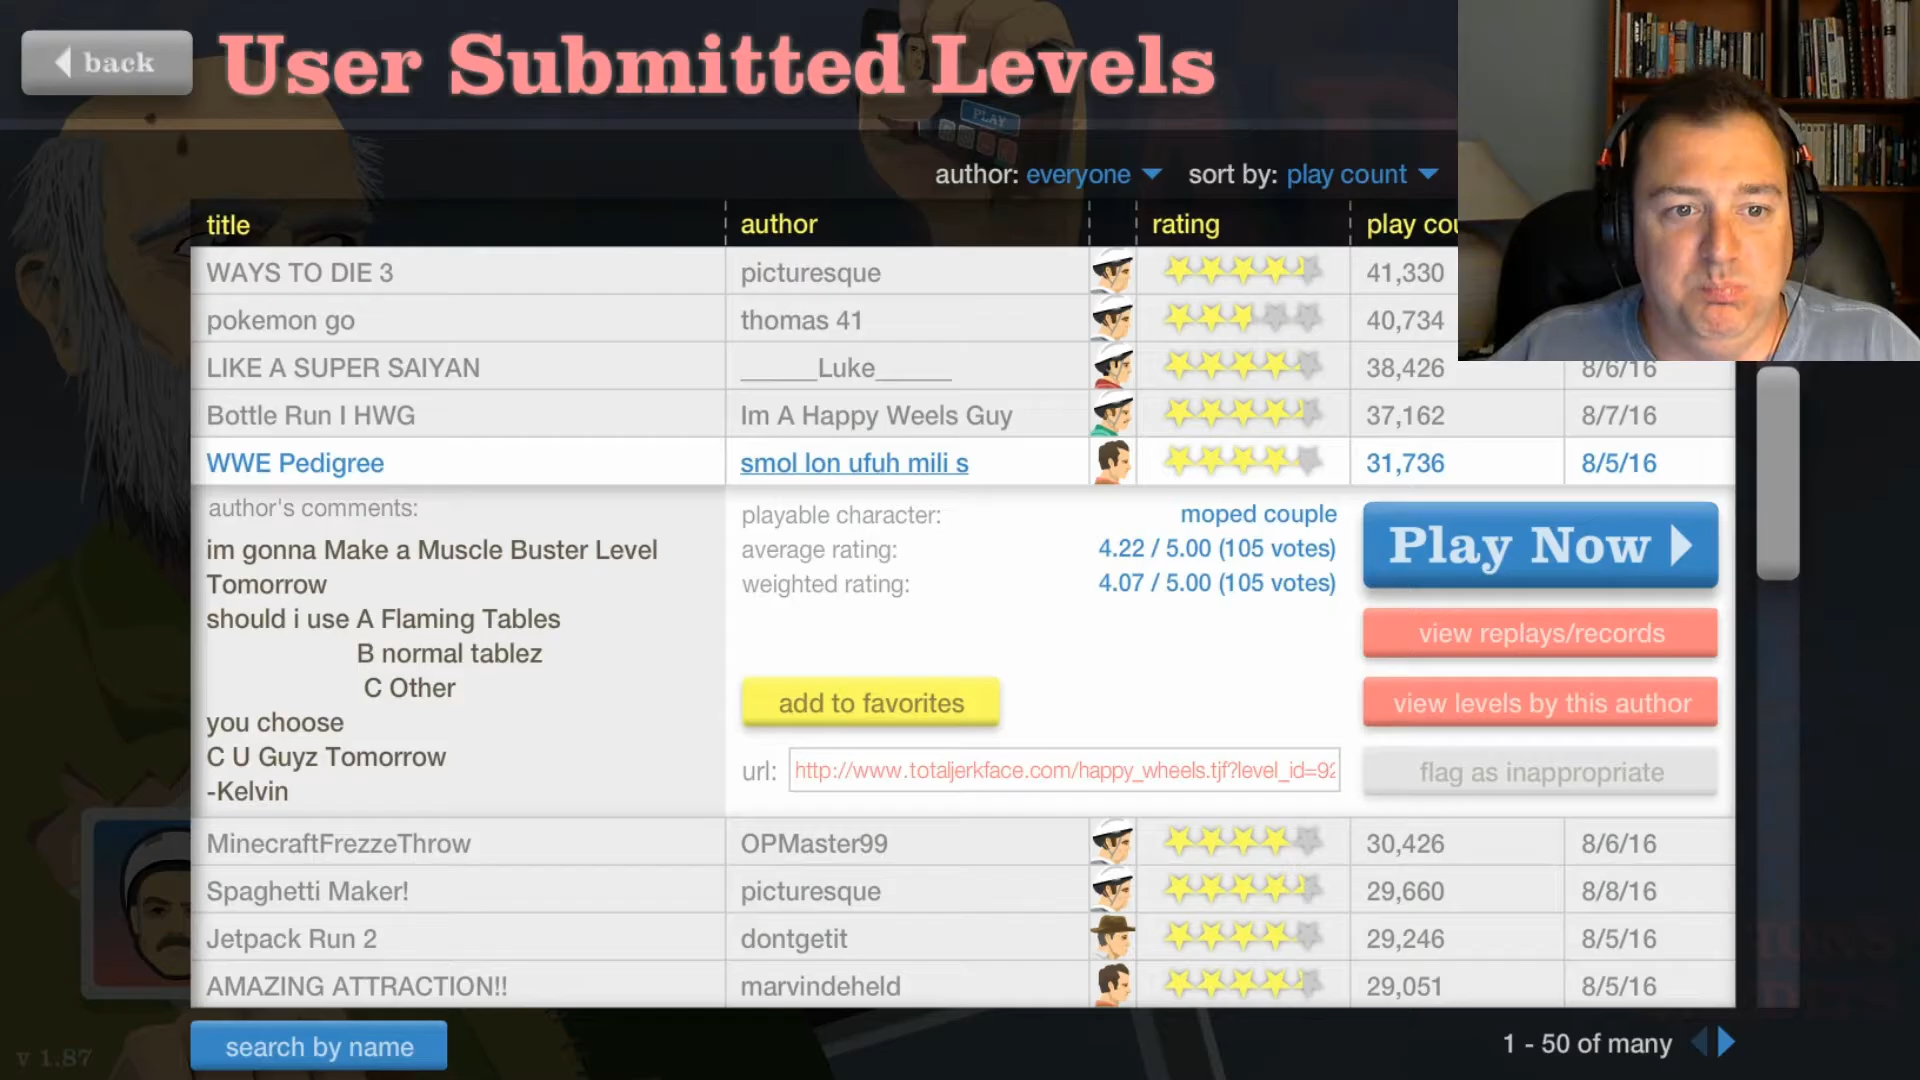 back
User Submitted Levels
PLAY
author: everyone sort by: play count
title author rating play cou
WAYS TO DIE 3 picturesque 41,330
pokemon go thomas 41 40,734
LIKE A SUPER SAIYAN ______Luke______ 38,426 8/6/16
Bottle Run I HWG Im A Happy Weels Guy 37,162 8/7/16
WWE Pedigree smol lon ufuh mili s 31,736 8/5/16
author's comments:
im gonna Make a Muscle Buster Level
Tomorrow
should i use A Flaming Tables
B normal tablez
C Other
you choose
C U Guyz Tomorrow
-Kelvin
playable character: moped couple
average rating: 4.22 / 5.00 (105 votes)
weighted rating: 4.07 / 5.00 (105 votes)
add to favorites
url: http://www.totaljerkface.com/happy_wheels.tjf?level_id=92
Play Now
view replays/records
view levels by this author
flag as inappropriate
MinecraftFrezzeThrow OPMaster99 30,426 8/6/16
Spaghetti Maker! picturesque 29,660 8/8/16
Jetpack Run 2 dontgetit 29,246 8/5/16
AMAZING ATTRACTION!! marvindeheld 29,051 8/5/16
search by name
1 - 50 of many
v 1.87